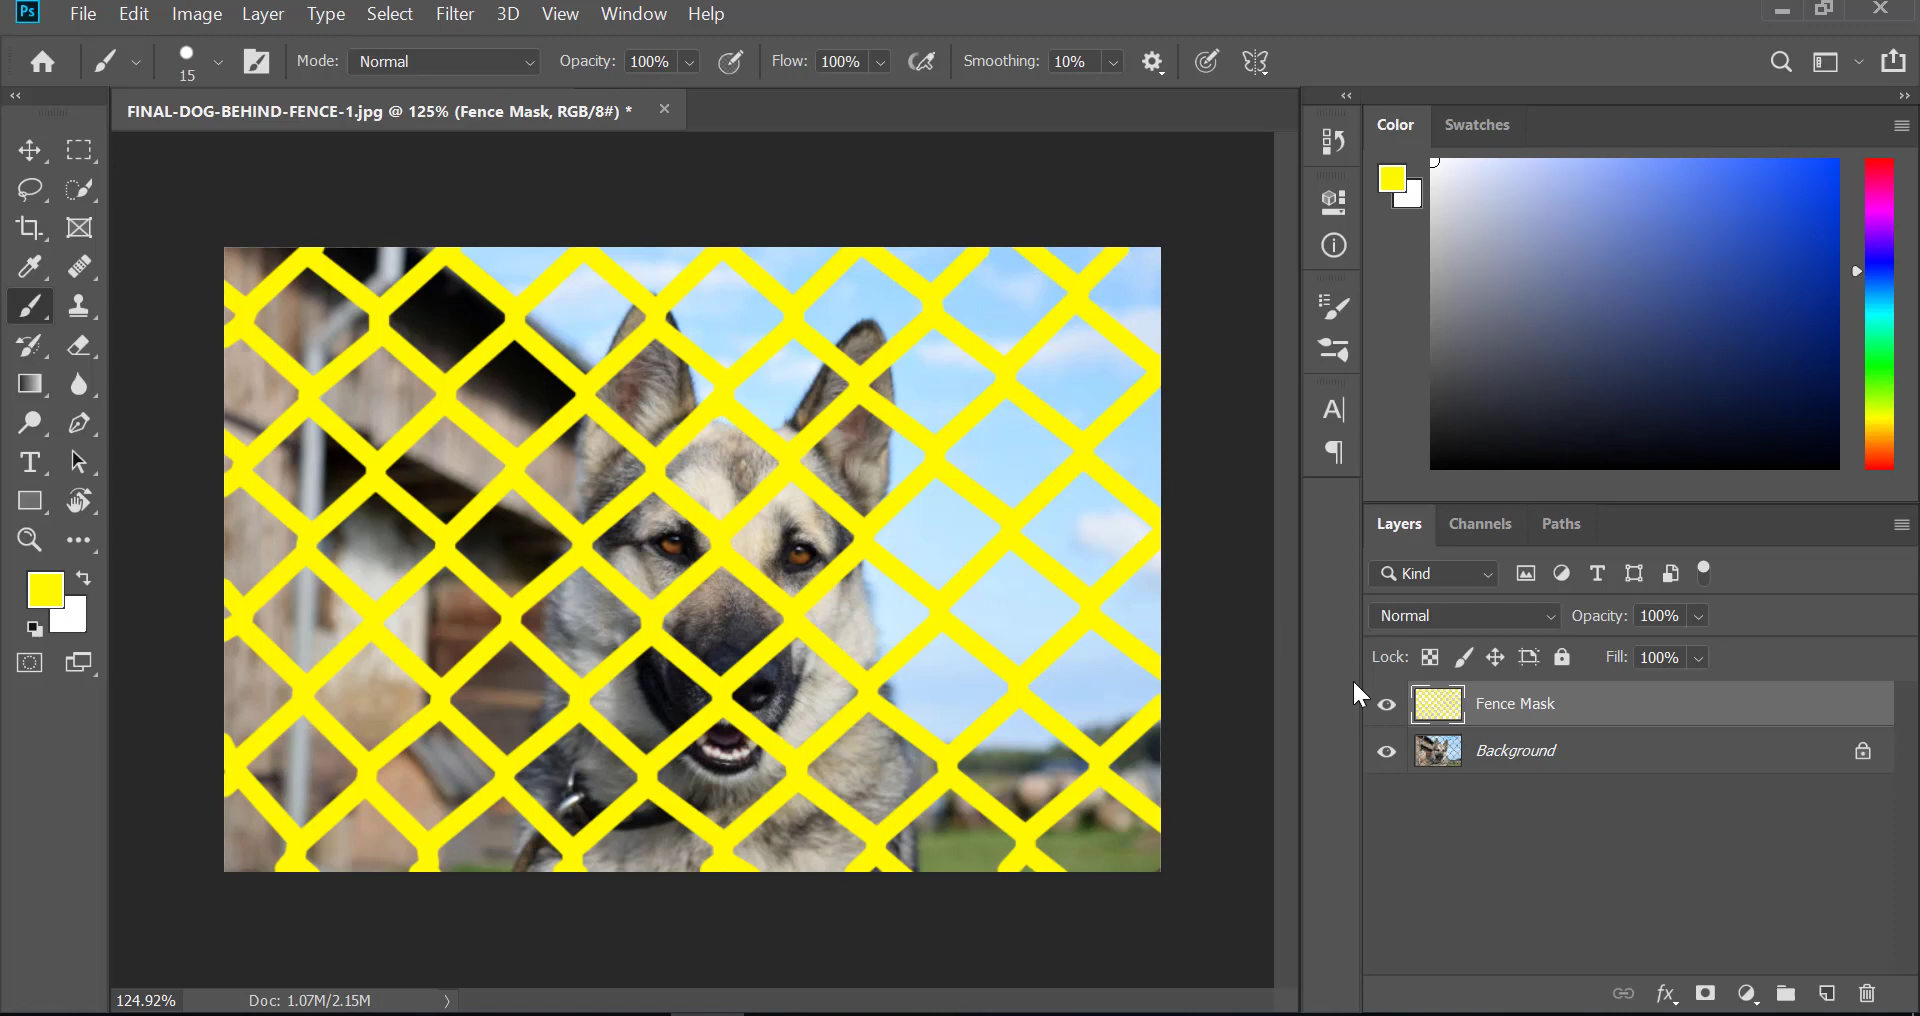 Ps File Edit Image Layer Type Select Filter 3D View Window Help
15 Mode: Normal Opacity: 100% Flow: 100% Smoothing: 10%
FINAL-DOG-BEHIND-FENCE-1.jpg @ 125% (Fence Mask, RGB/8#) *
Color Swatches
Layers Channels Paths
Kind
Normal Opacity: 100%
Lock: Fill: 100%
Fence Mask
Background
fx
124.92% Doc: 1.07M/2.15M